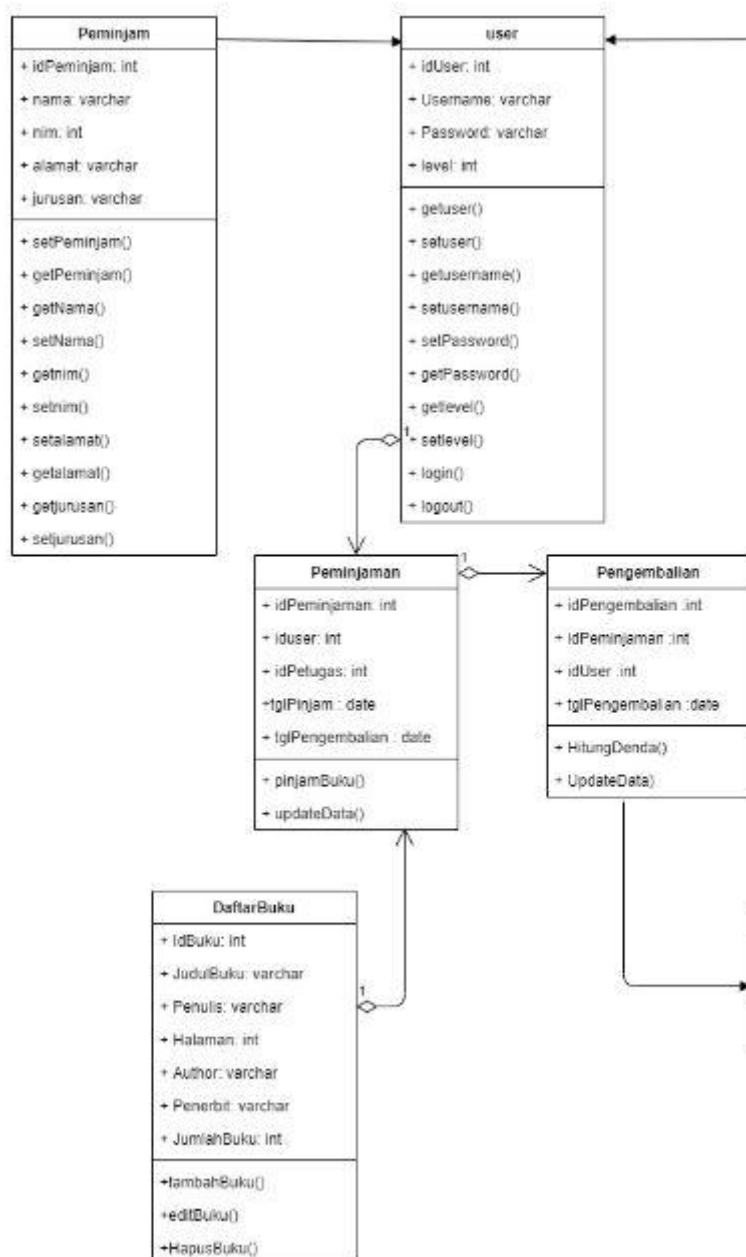 Peminjam
+ idPeminjam: int
+ nama: varchar
+ nim: int
+ alamat: varchar
+ jurusan: varchar
+ setPeminjam()
+ getPeminjam()
+ getNama()
+ setNama()
+ getnim()
+ setnim()
+ setalamat()
+ getalamat()
+ getjurusan()
+ setjurusan()
user
+ idUser: int
+ Username: varchar
+ Password: varchar
+ level: int
+ getuser()
+ setuser()
+ getusername()
+ setusername()
+ setPassword()
+ getPassword()
+ getlevel()
+ setlevel()
+ login()
+ logout()
1
Peminjaman
+ idPeminjaman: int
+ iduser: int
+ idPetugas: int
+tglPinjam : date
+ tglPengembalian : date
+ pinjamBuku()
+ updateData()
1
Pengembalian
+ idPengembalian :int
+ idPeminjaman :int
+ idUser :int
+ tglPengembalian :date
+ HitungDenda()
+ UpdateData)
DaftarBuku
+ IdBuku: int
+ JudulBuku: varchar
+ Penulis: varchar
+ Halaman: int
+ Author: varchar
+ Penerbit: varchar
+ JumlahBuku: int
+tambahBuku()
+editBuku()
+HapusBuku()
1